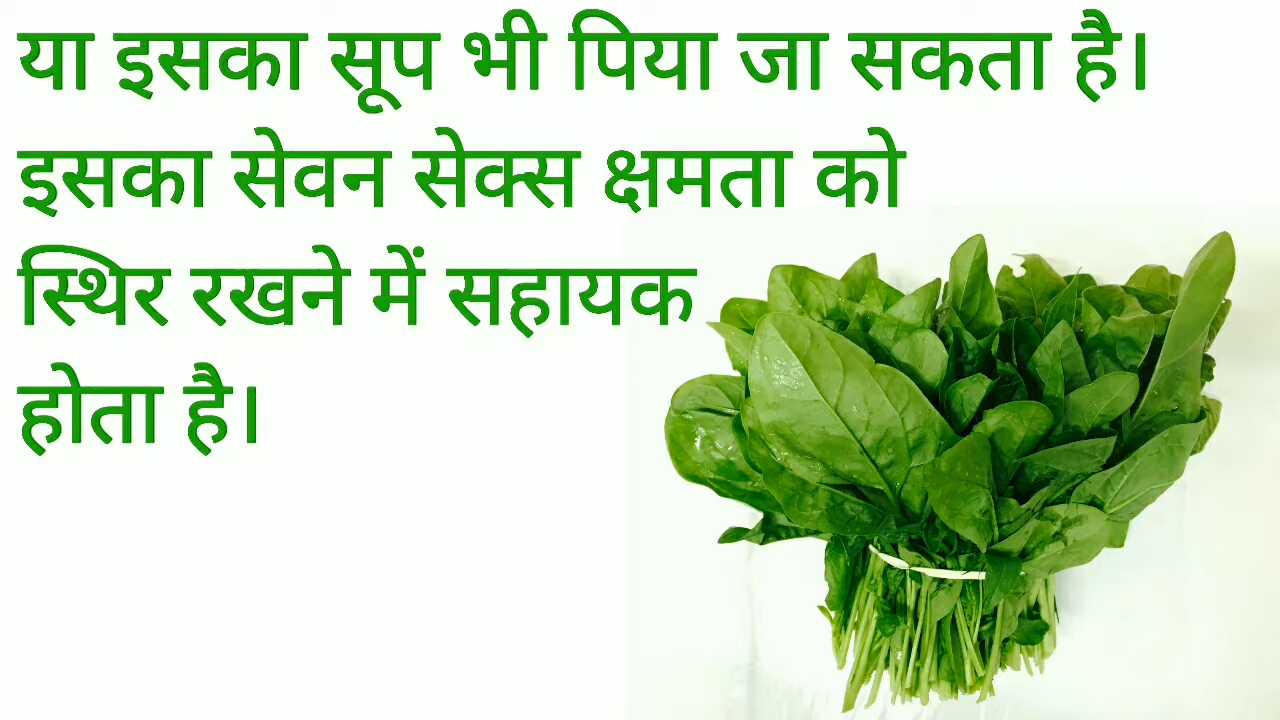 या इसका सूप भी पिया जा सकता है।
इसका सेवन सेक्स क्षमता को
स्थिर रखने में सहायक
होता है।